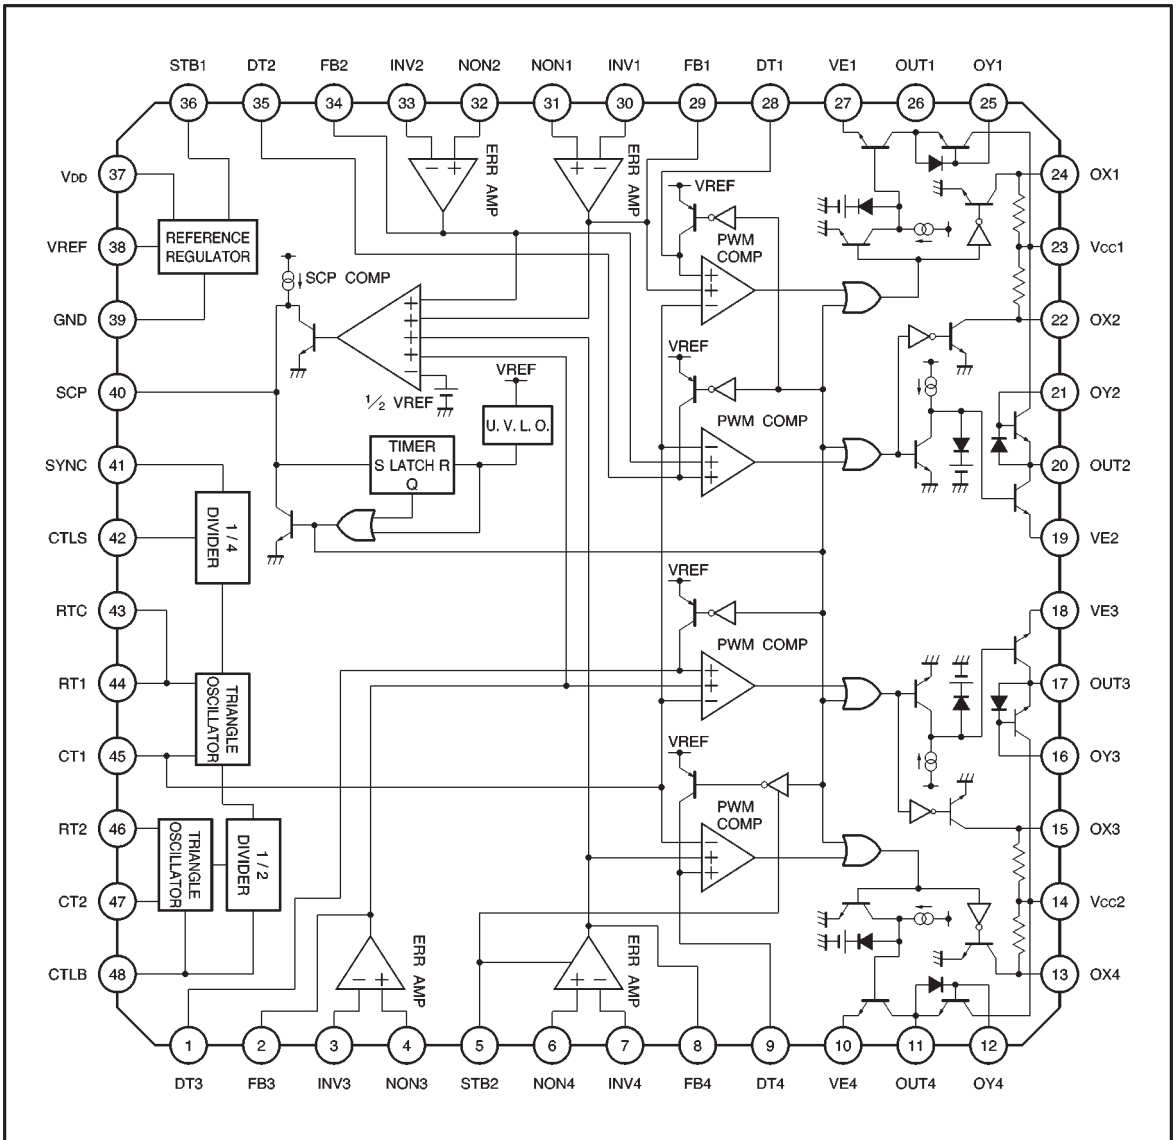 STB1 DT2 FB2 INV2 NON2 NON1 INV1 FB1 DT1 VE1 OUT1 OY1
36 35 34 33 32 31 30 29 28 27 26 25
VDD 37
VREF 38
GND 39
SCP 40
SYNC 41
CTLS 42
RTC 43
RT1 44
CT1 45
RT2 46
CT2 47
CTLB 48
REFERENCE
REGULATOR
ERR AMP
ERR AMP
SCP COMP
1/2 VREF
VREF
U. V. L. O.
TIMER
S LATCH R
Q
1 / 4
DIVIDER
TRIANGLE
OSCILLATOR
TRIANGLE
OSCILLATOR
1 / 2
DIVIDER
VREF
PWM
COMP
VREF
PWM COMP
VREF
PWM COMP
VREF
PWM
COMP
ERR AMP
ERR AMP
24 OX1
23 VCC1
22 OX2
21 OY2
20 OUT2
19 VE2
18 VE3
17 OUT3
16 OY3
15 OX3
14 VCC2
13 OX4
1 2 3 4 5 6 7 8 9 10 11 12
DT3 FB3 INV3 NON3 STB2 NON4 INV4 FB4 DT4 VE4 OUT4 OY4